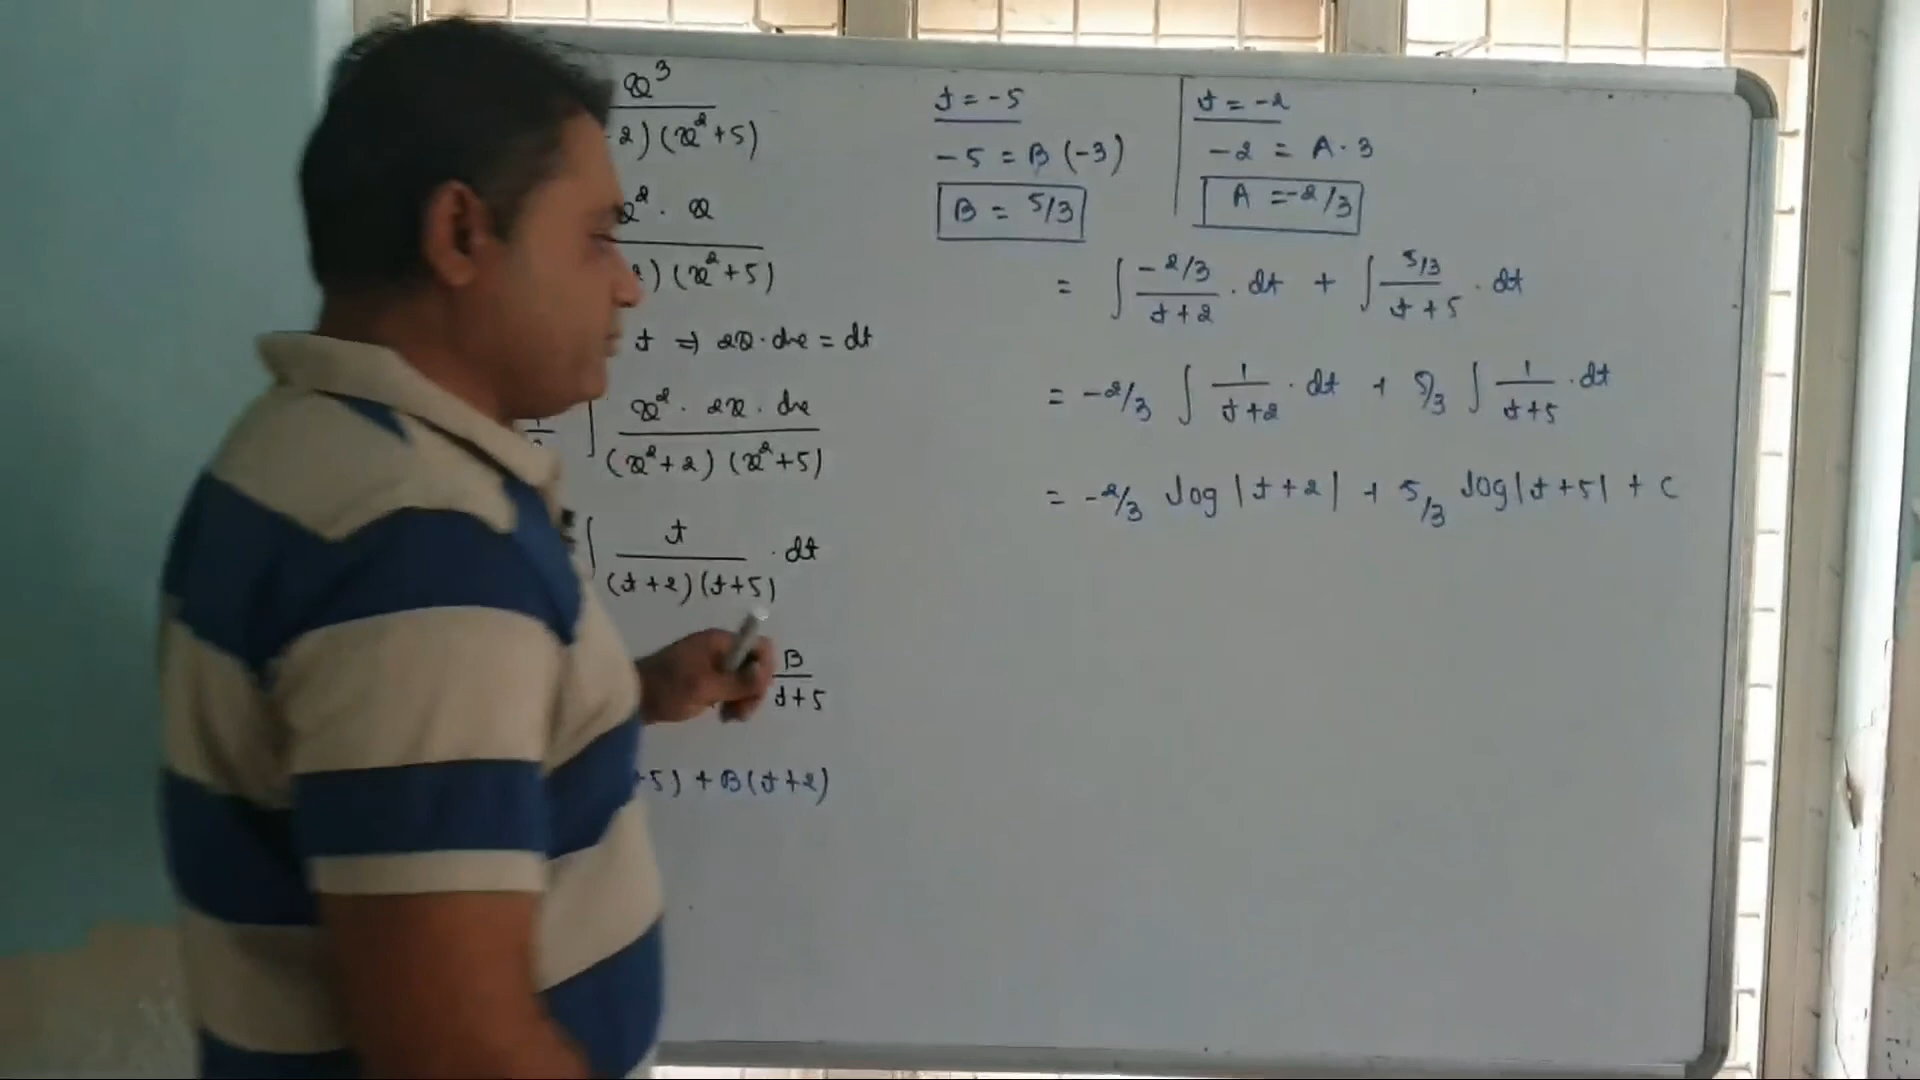 x³
2)(x²+5)
x² · x
)(x²+5)
t ⇒ 2x·dx = dt
1 ∫ x² · 2x · dx
(x²+2)(x²+5)
∫ t · dt
(t+2)(t+5)
B
t+5
+5) + B(t+2)
t = -5
-5 = B(-3)
B = 5/3
t = -2
-2 = A·3
A = -2/3
= ∫ -2/3 / t+2 · dt + ∫ 5/3 / t+5 · dt
= -2/3 ∫ 1/t+2 · dt + 5/3 ∫ 1/t+5 · dt
= -2/3 log|t+2| + 5/3 log|t+5| + c